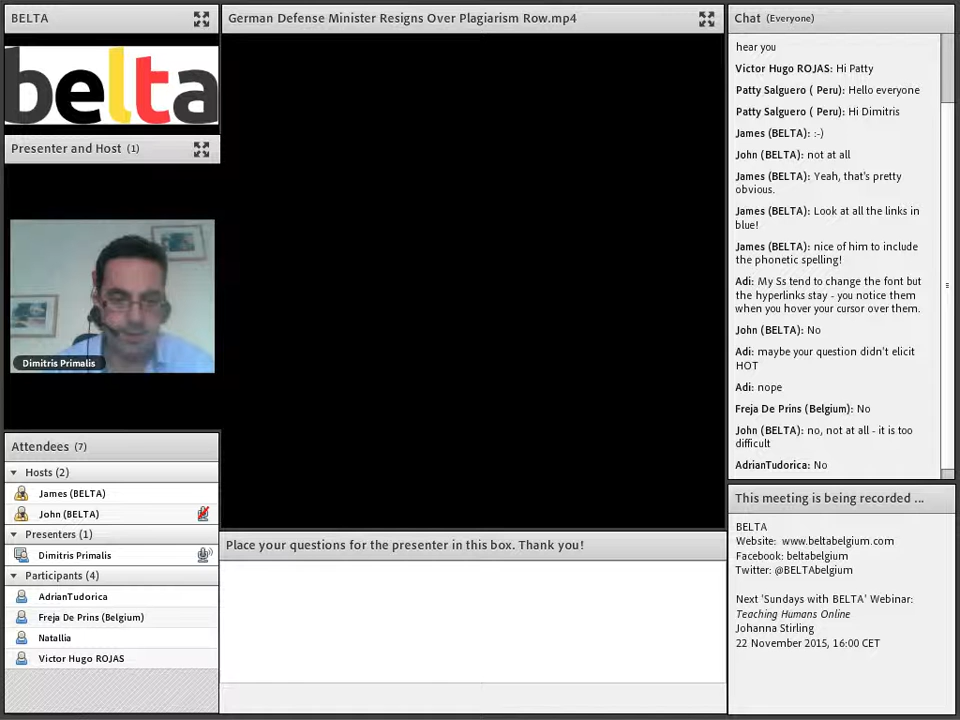 BELTA
belta
Presenter and Host (1)
Dimitris Primalis
Attendees (7)
Hosts (2)
James (BELTA)
John (BELTA)
Presenters (1)
Dimitris Primalis
Participants (4)
AdrianTudorica
Freja De Prins (Belgium)
Natallia
Victor Hugo ROJAS
German Defense Minister Resigns Over Plagiarism Row.mp4
Place your questions for the presenter in this box. Thank you!
Chat (Everyone)
hear you
Victor Hugo ROJAS: Hi Patty
Patty Salguero ( Peru): Hello everyone
Patty Salguero ( Peru): Hi Dimitris
James (BELTA): :-)
John (BELTA): not at all
James (BELTA): Yeah, that's pretty
obvious.
James (BELTA): Look at all the links in
blue!
James (BELTA): nice of him to include
the phonetic spelling!
Adi: My Ss tend to change the font but
the hyperlinks stay - you notice them
when you hover your cursor over them.
John (BELTA): No
Adi: maybe your question didn't elicit
HOT
Adi: nope
Freja De Prins (Belgium): No
John (BELTA): no, not at all - it is too
difficult
AdrianTudorica: No
This meeting is being recorded ...
BELTA
Website: www.beltabelgium.com
Facebook: beltabelgium
Twitter: @BELTAbelgium
Next 'Sundays with BELTA' Webinar:
Teaching Humans Online
Johanna Stirling
22 November 2015, 16:00 CET